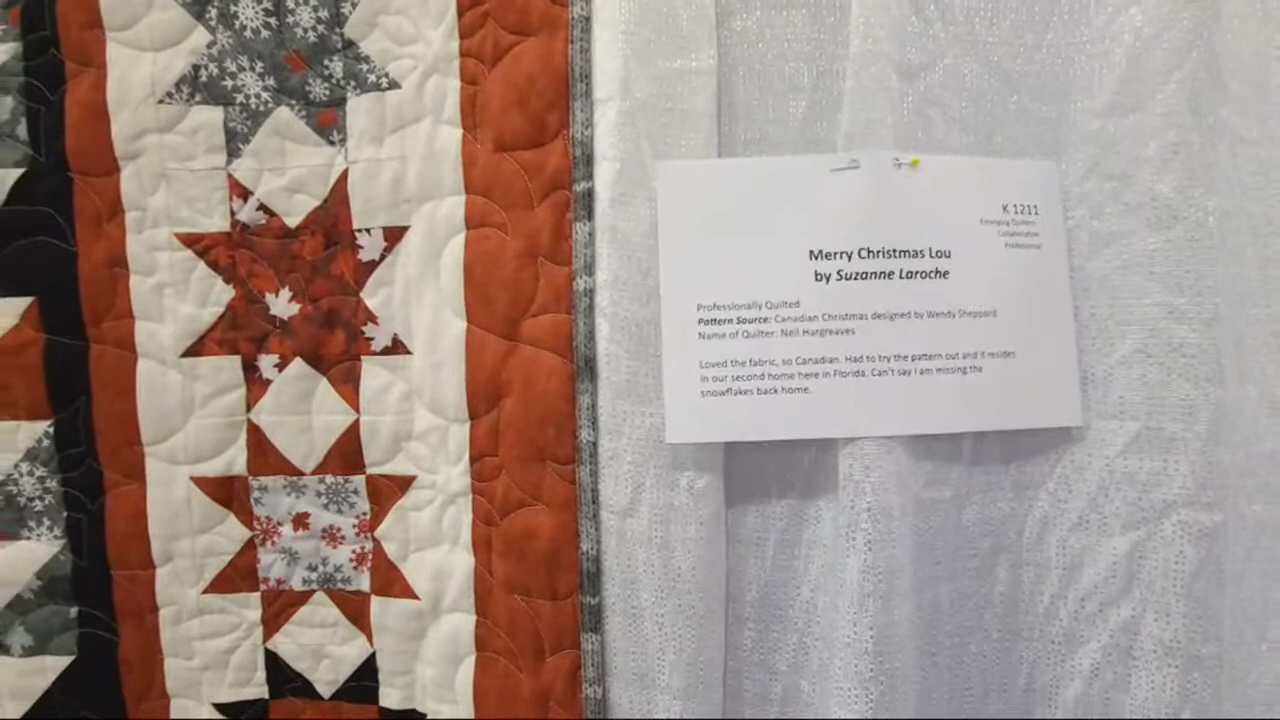 K 1211
Emerging Quilters
Collaborative
Professional
Merry Christmas Lou
by Suzanne Laroche
Professionally Quilted
Pattern Source: Canadian Christmas designed by Wendy Sheppard
Name of Quilter: Neil Hargreaves
Loved the fabric, so Canadian. Had to try the pattern out and it resides
in our second home here in Florida. Can't say I am missing the
snowflakes back home.